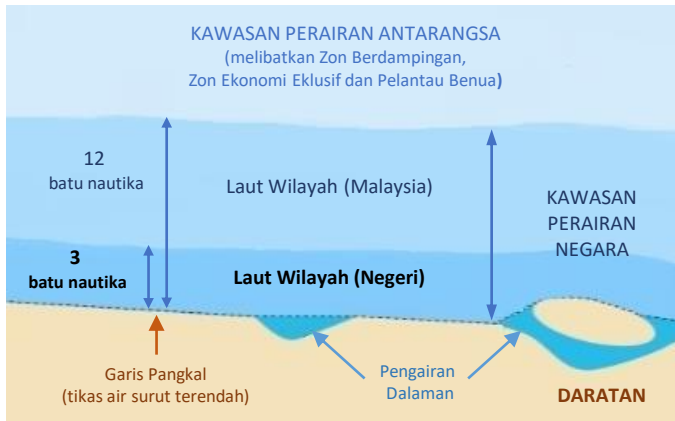 KAWASAN PERAIRAN ANTARANGSA
(melibatkan Zon Berdampingan,
Zon Ekonomi Eklusif dan Pelantau Benua)
12
batu nautika
Laut Wilayah (Malaysia)
KAWASAN
PERAIRAN
NEGARA
3
batu nautika
Laut Wilayah (Negeri)
Garis Pangkal
(tikas air surut terendah)
Pengairan
Dalaman
DARATAN